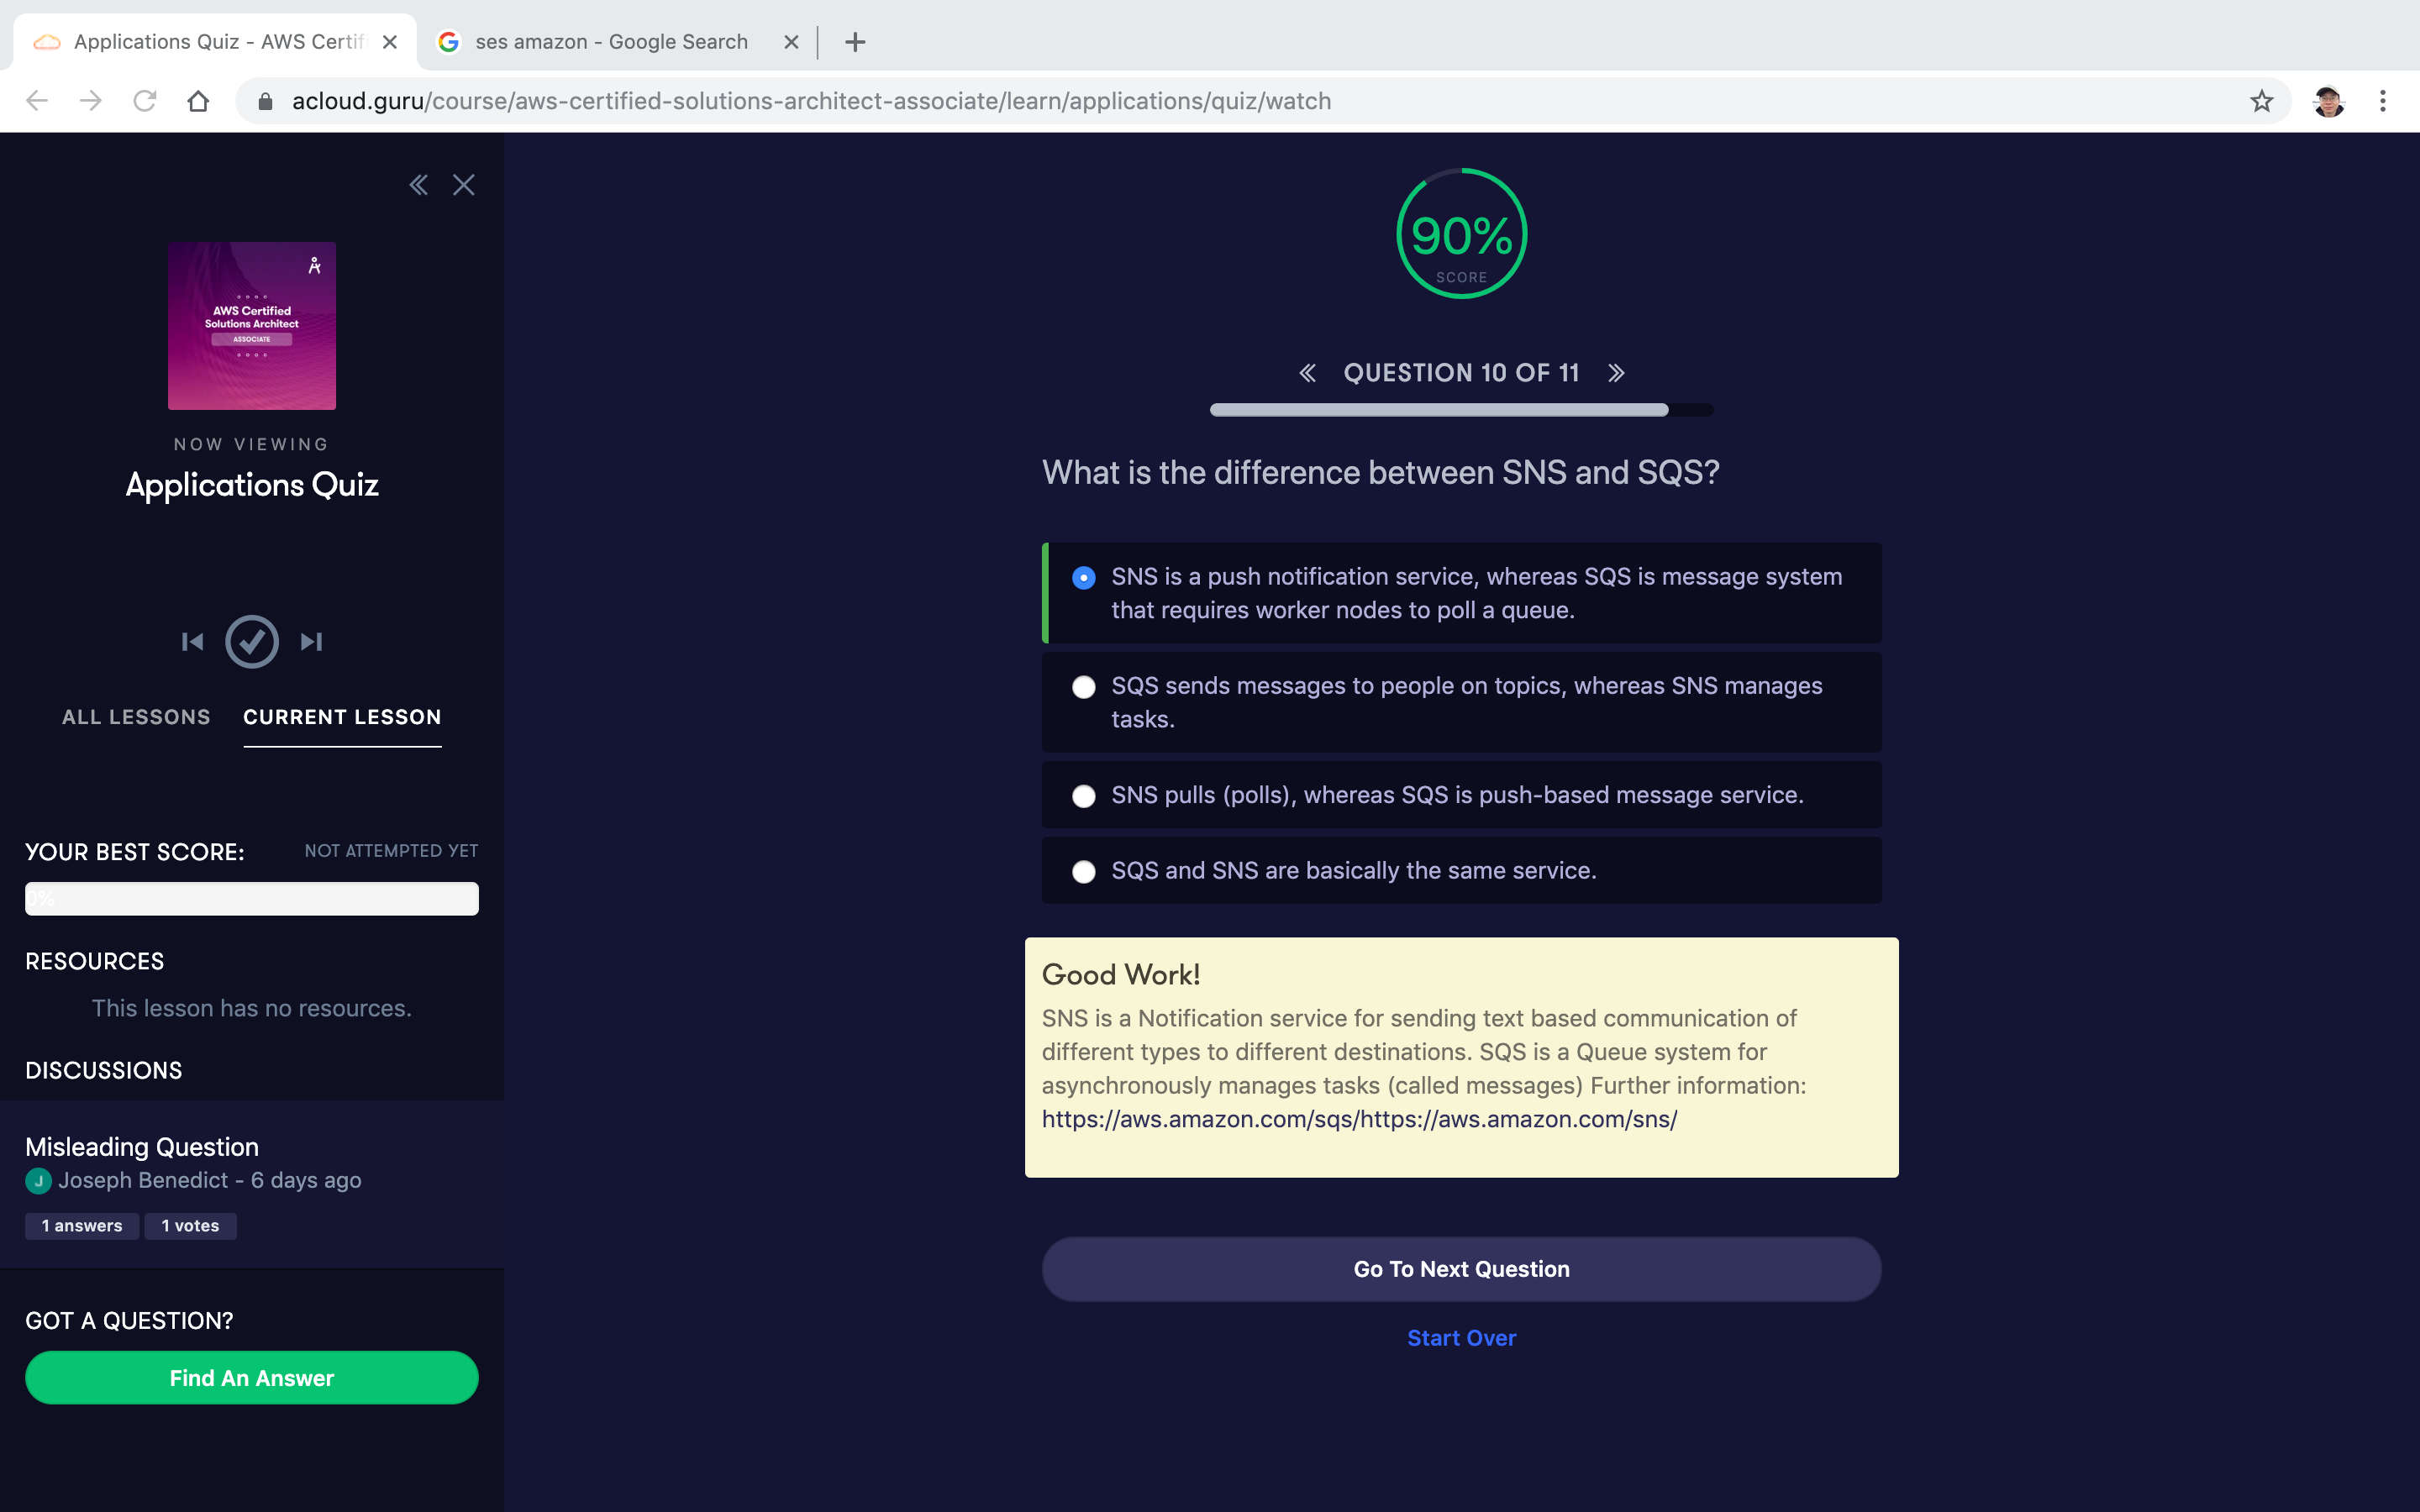 Applications Quiz - AWS Certif
ses amazon - Google Search
acloud.guru/course/aws-certified-solutions-architect-associate/learn/applications/quiz/watch
AWS Certified
Solutions Architect
ASSOCIATE
NOW VIEWING
Applications Quiz
ALL LESSONS
CURRENT LESSON
YOUR BEST SCORE:
NOT ATTEMPTED YET
0%
RESOURCES
This lesson has no resources.
DISCUSSIONS
Misleading Question
J
Joseph Benedict - 6 days ago
1 answers
1 votes
GOT A QUESTION?
Find An Answer
90%
SCORE
QUESTION 10 OF 11
What is the difference between SNS and SQS?
SNS is a push notification service, whereas SQS is message system
that requires worker nodes to poll a queue.
SQS sends messages to people on topics, whereas SNS manages
tasks.
SNS pulls (polls), whereas SQS is push-based message service.
SQS and SNS are basically the same service.
Good Work!
SNS is a Notification service for sending text based communication of
different types to different destinations. SQS is a Queue system for
asynchronously manages tasks (called messages) Further information:
https://aws.amazon.com/sqs/https://aws.amazon.com/sns/
Go To Next Question
Start Over